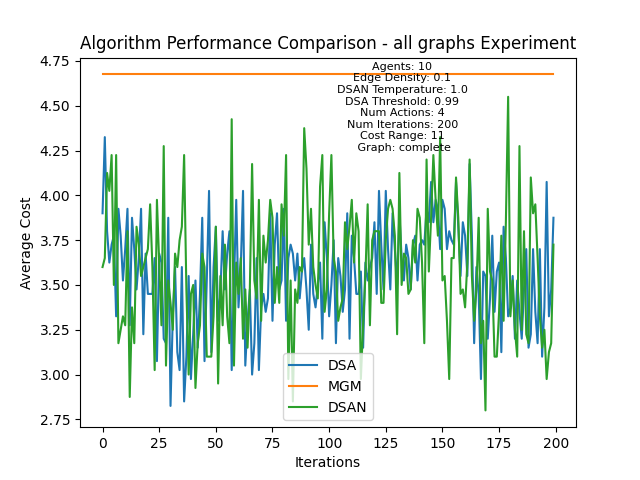 Algorithm Performance Comparison - all graphs Experiment
Agents: 10
Edge Density: 0.1
DSAN Temperature: 1.0
DSA Threshold: 0.99
Num Actions: 4
Num Iterations: 200
Cost Range: 11
Graph: complete
Average Cost
4.75
4.50
4.25
4.00
3.75
3.50
3.25
3.00
2.75
DSA
MGM
DSAN
0 25 50 75 100 125 150 175 200
Iterations